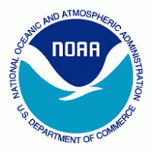 NATIONAL OCEANIC AND ATMOSPHERIC ADMINISTRATION
NOAA
U.S. DEPARTMENT OF COMMERCE